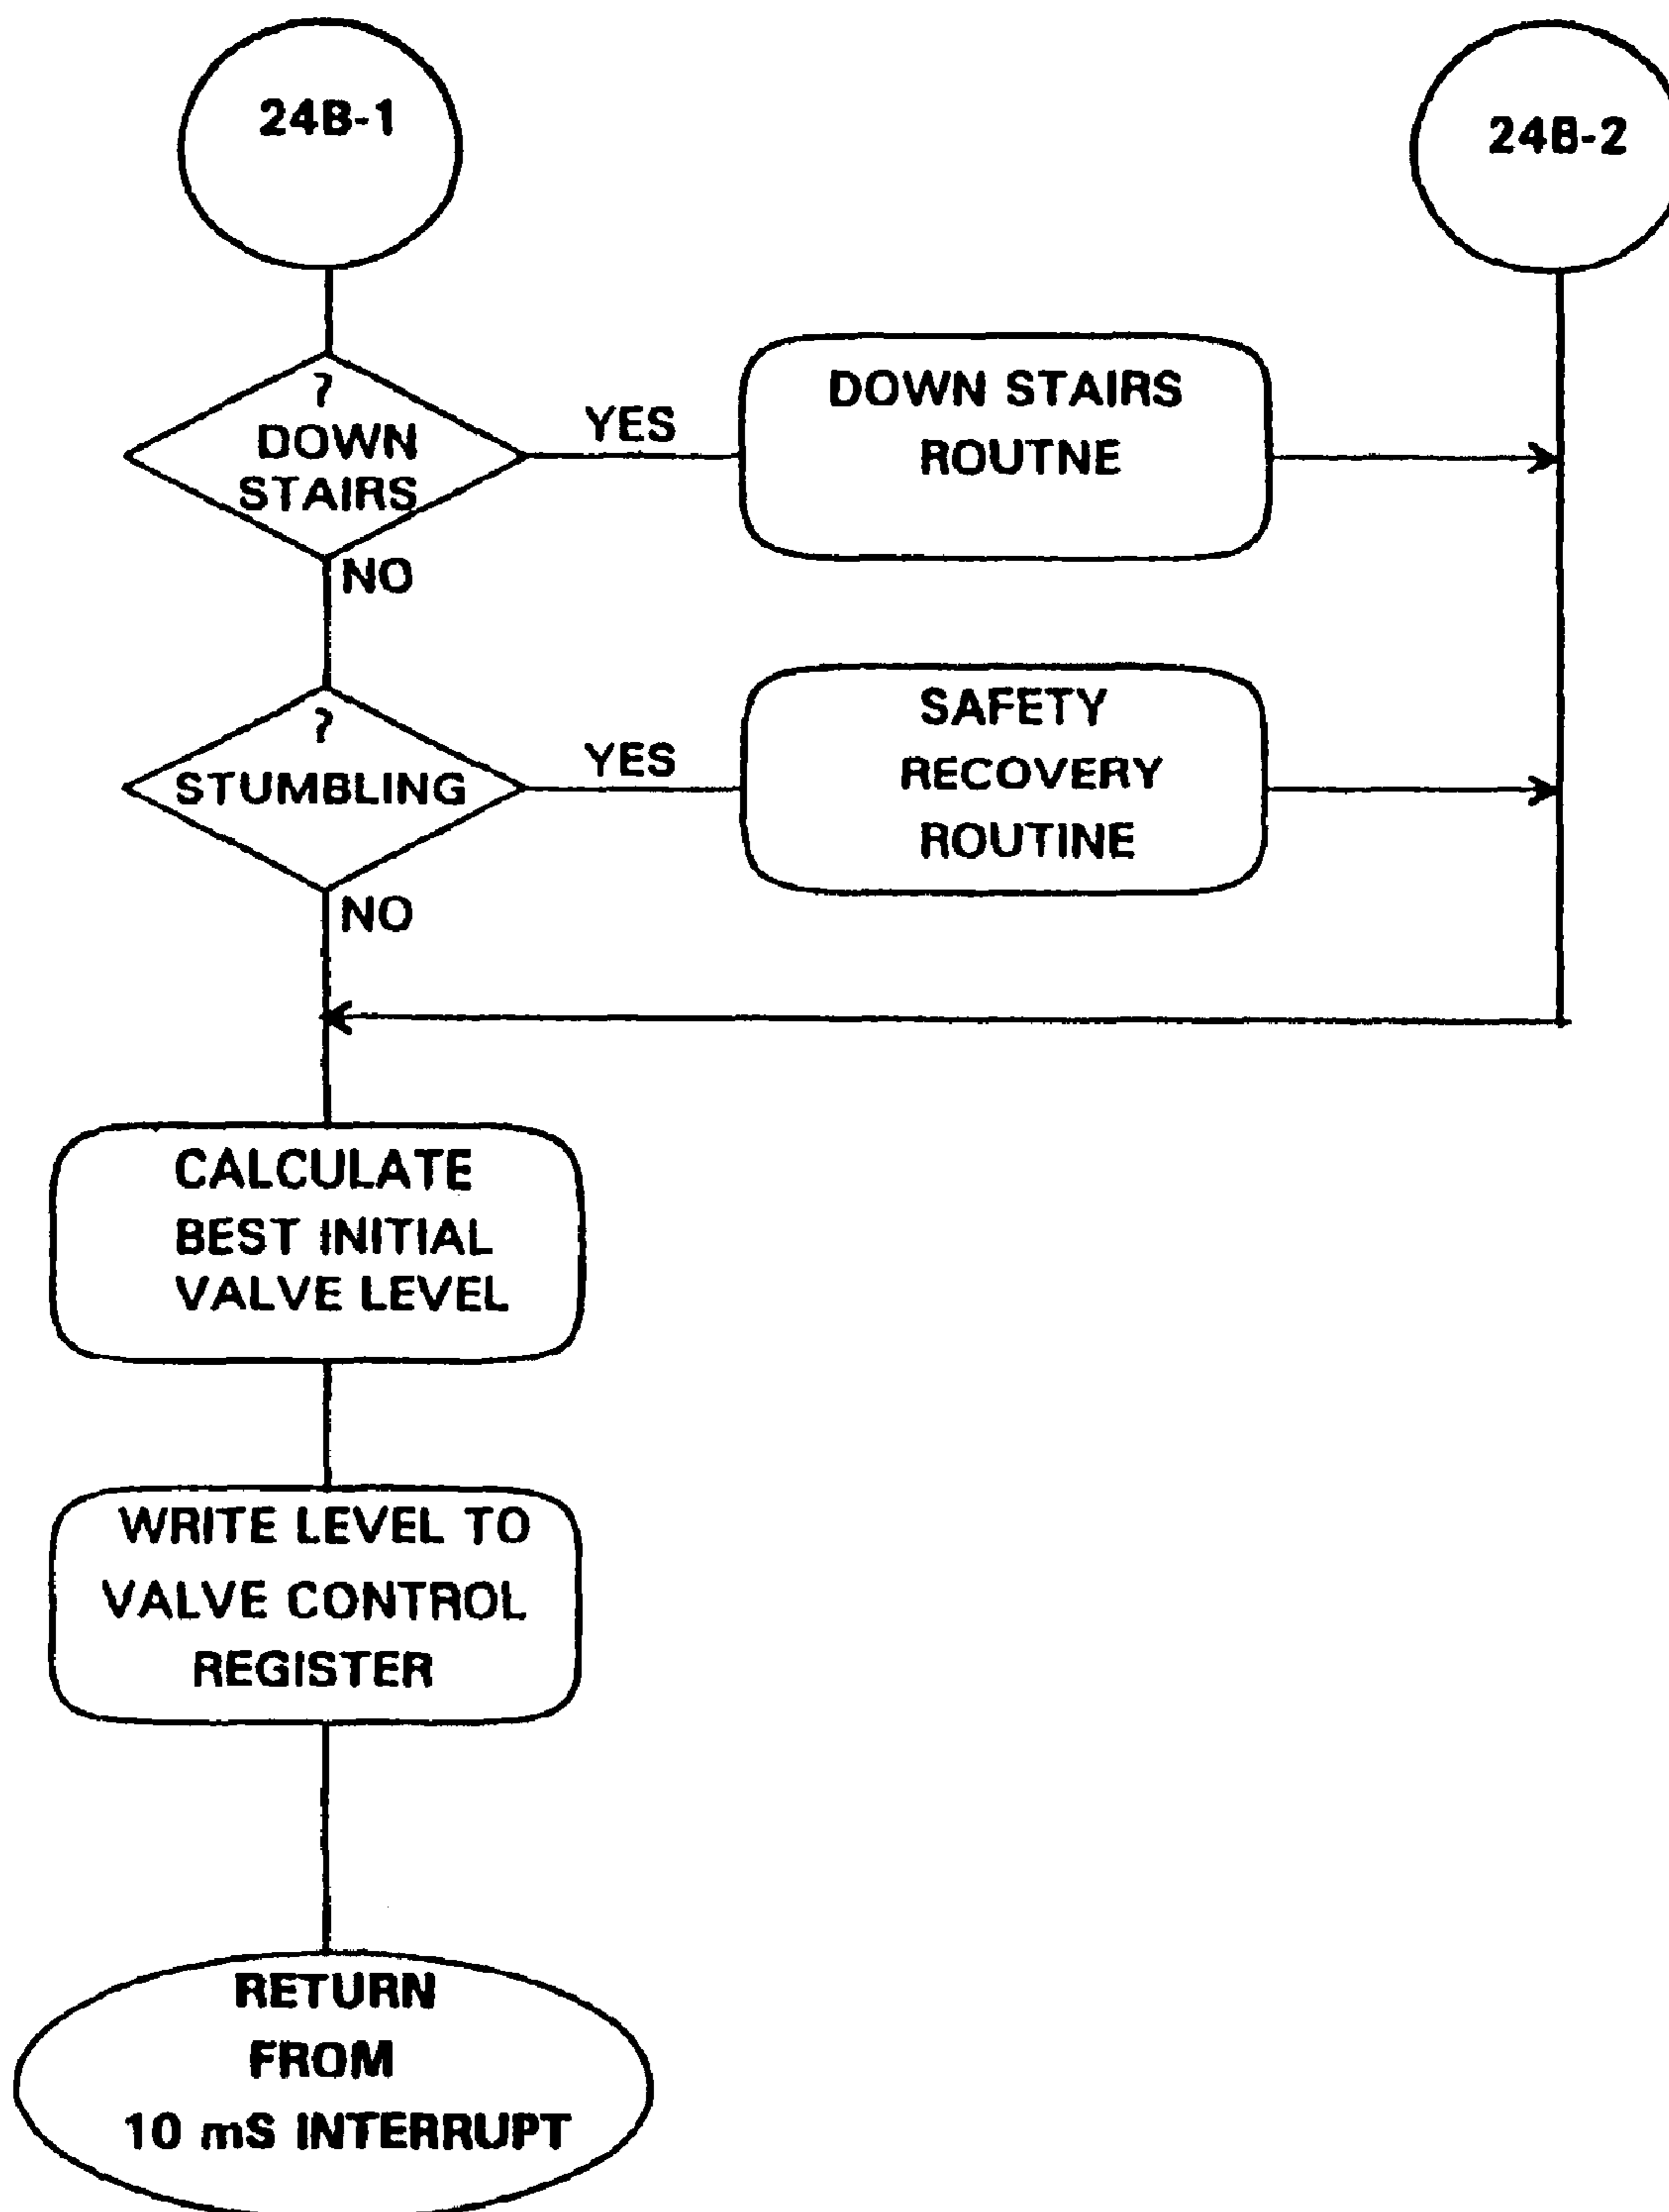 24B-1
24B-2
?
DOWN
STAIRS
YES
DOWN STAIRS
ROUTNE
NO
?
STUMBLING
YES
SAFETY
RECOVERY
ROUTINE
NO
CALCULATE
BEST INITIAL
VALVE LEVEL
WRITE LEVEL TO
VALVE CONTROL
REGISTER
RETURN
FROM
10 mS INTERRUPT